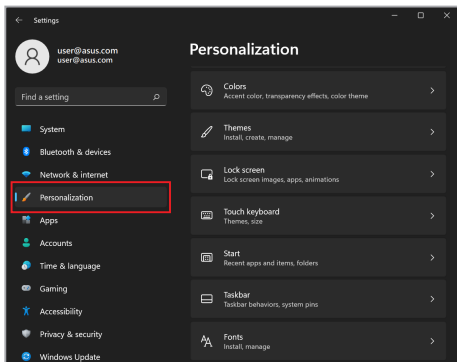 Settings
user@asus.com
user@asus.com
Find a setting
System
Bluetooth & devices
Network & internet
Personalization
Apps
Accounts
Time & language
Gaming
Accessibility
Privacy & security
Windows Update
Personalization
Colors
Accent color, transparency effects, color theme
Themes
Install, create, manage
Lock screen
Lock screen images, apps, animations
Touch keyboard
Themes, size
Start
Recent apps and items, folders
Taskbar
Taskbar behaviors, system pins
Fonts
Install, manage